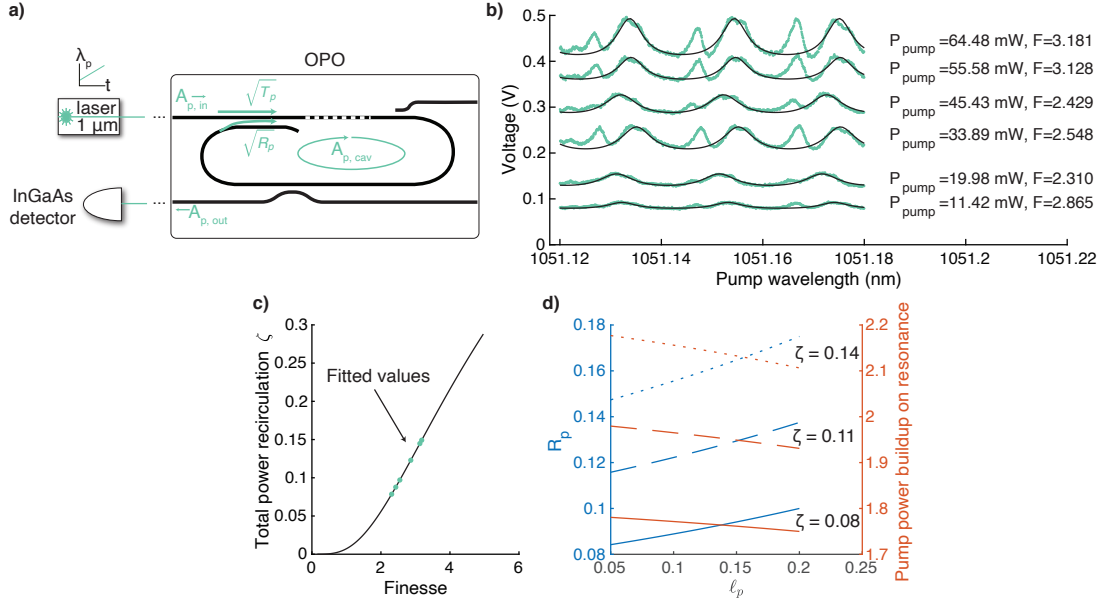 a)
λp
t
laser
1 μm
InGaAs
detector
OPO
Ap, in
√Tp
√Rp
Ap, cav
Ap, out
b)
Voltage (V)
0.5
0.4
0.3
0.2
0.1
0
1051.12 1051.14 1051.16 1051.18 1051.2 1051.22
Pump wavelength (nm)
Ppump=64.48 mW, F=3.181
Ppump=55.58 mW, F=3.128
Ppump=45.43 mW, F=2.429
Ppump=33.89 mW, F=2.548
Ppump=19.98 mW, F=2.310
Ppump=11.42 mW, F=2.865
c)
Total power recirculation ζ
0.3
0.25
0.2
0.15
0.1
0.05
0
0 2 4 6
Finesse
Fitted values
d)
Rp
0.18
0.16
0.14
0.12
0.1
0.08
0.05 0.1 0.15 0.2 0.25
ℓp
ζ = 0.14
ζ = 0.11
ζ = 0.08
2.2
2.1
2
1.9
1.8
1.7
Pump power buildup on resonance